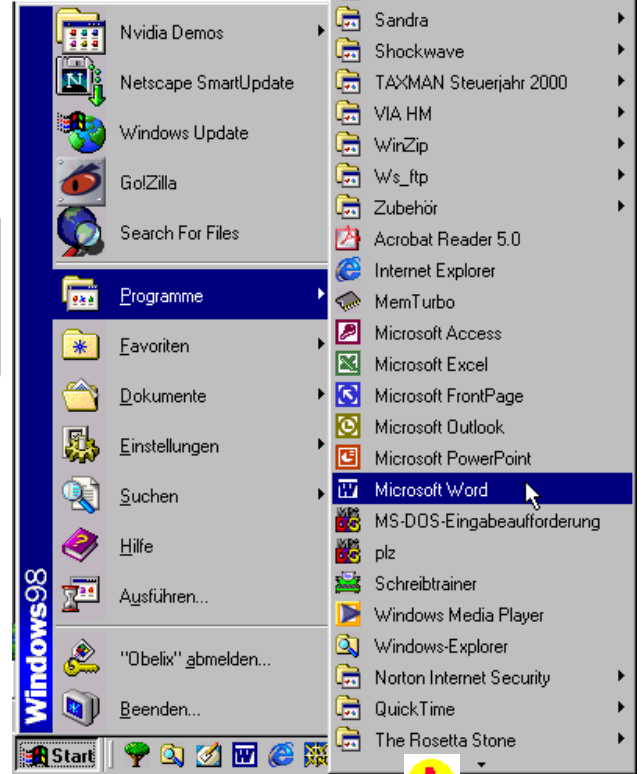 Nvidia Demos
Netscape SmartUpdate
Windows Update
Go!Zilla
Search For Files
Programme
Favoriten
Dokumente
Einstellungen
Suchen
Hilfe
Ausführen...
"Obelix" abmelden...
Beenden...
Windows98
Start
Sandra
Shockwave
TAXMAN Steuerjahr 2000
VIA HM
WinZip
Ws_ftp
Zubehör
Acrobat Reader 5.0
Internet Explorer
MemTurbo
Microsoft Access
Microsoft Excel
Microsoft FrontPage
Microsoft Outlook
Microsoft PowerPoint
Microsoft Word
MS-DOS-Eingabeaufforderung
plz
Schreibtrainer
Windows Media Player
Windows-Explorer
Norton Internet Security
QuickTime
The Rosetta Stone